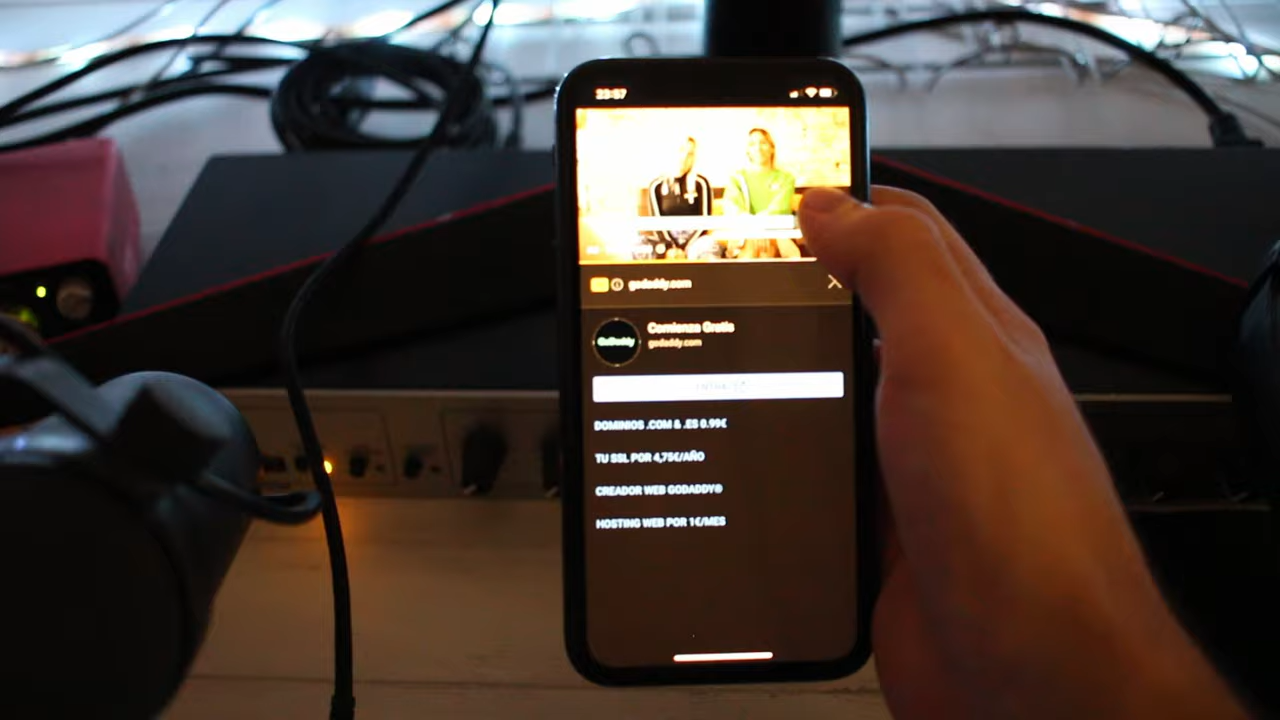 23:57
godaddy.com
Comienza Gratis
GoDaddy
godaddy.com
DOMINIOS .COM & .ES 0.99€
TU SSL POR 4,75€/AÑO
CREADOR WEB GODADDY®
HOSTING WEB POR 1€/MES